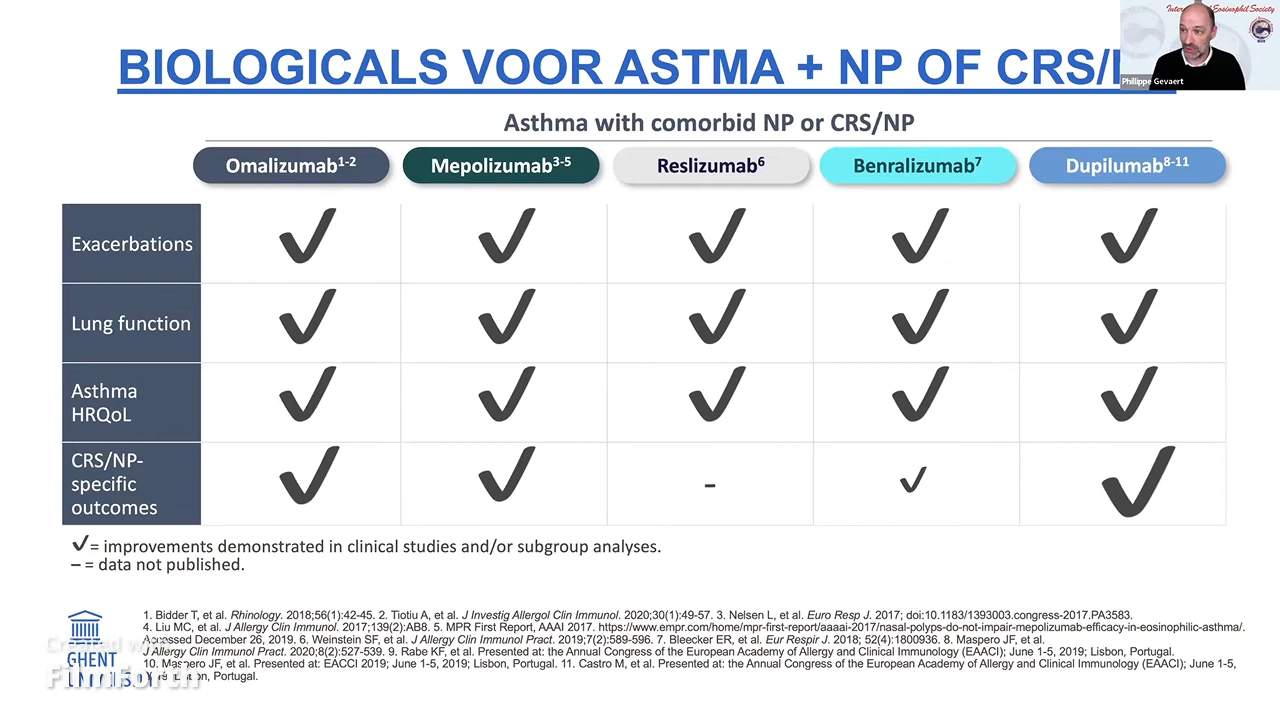 International Eosinophil Society
BIOLOGICALS VOOR ASTMA + NP OF CRS/
Phillippe Gevaert
Asthma with comorbid NP or CRS/NP
Omalizumab1-2 Mepolizumab3-5 Reslizumab6 Benralizumab7 Dupilumab8-11
Exacerbations ✓ ✓ ✓ ✓ ✓
Lung function ✓ ✓ ✓ ✓ ✓
Asthma
HRQoL ✓ ✓ ✓ ✓ ✓
CRS/NP-
specific
outcomes ✓ ✓ - ✓ ✓
✓= improvements demonstrated in clinical studies and/or subgroup analyses.
– = data not published.
1. Bidder T, et al. Rhinology. 2018;56(1):42-45. 2. Tiotiu A, et al. J Investig Allergol Clin Immunol. 2020;30(1):49-57. 3. Nelsen L, et al. Euro Resp J. 2017; doi:10.1183/1393003.congress-2017.PA3583.
4. Liu MC, et al. J Allergy Clin Immunol. 2017;139(2):AB8. 5. MPR First Report, AAAI 2017. https://www.empr.com/home/mpr-first-report/aaaai-2017/nasal-polyps-do-not-impair-mepolizumab-efficacy-in-eosinophilic-asthma/.
Accessed December 26, 2019. 6. Weinstein SF, et al. J Allergy Clin Immunol Pract. 2019;7(2):589-596. 7. Bleecker ER, et al. Eur Respir J. 2018; 52(4):1800936. 8. Maspero JF, et al.
J Allergy Clin Immunol Pract. 2020;8(2):527-539. 9. Rabe KF, et al. Presented at: the Annual Congress of the European Academy of Allergy and Clinical Immunology (EAACI); June 1-5, 2019; Lisbon, Portugal.
10. Maspero JF, et al. Presented at: EACCI 2019; June 1-5, 2019; Lisbon, Portugal. 11. Castro M, et al. Presented at: the Annual Congress of the European Academy of Allergy and Clinical Immunology (EAACI); June 1-5,
Lisbon, Portugal.
GHENT
Created with
Filmforth